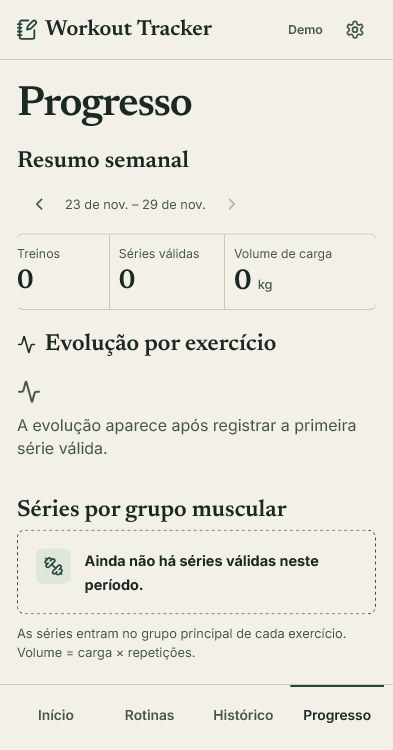 Workout Tracker
Demo
Progresso
Resumo semanal
23 de nov. – 29 de nov.
Treinos
Séries válidas
Volume de carga
0
0
0 kg
Evolução por exercício
A evolução aparece após registrar a primeira
série válida.
Séries por grupo muscular
Ainda não há séries válidas neste
período.
As séries entram no grupo principal de cada exercício.
Volume = carga × repetições.
Início
Rotinas
Histórico
Progresso